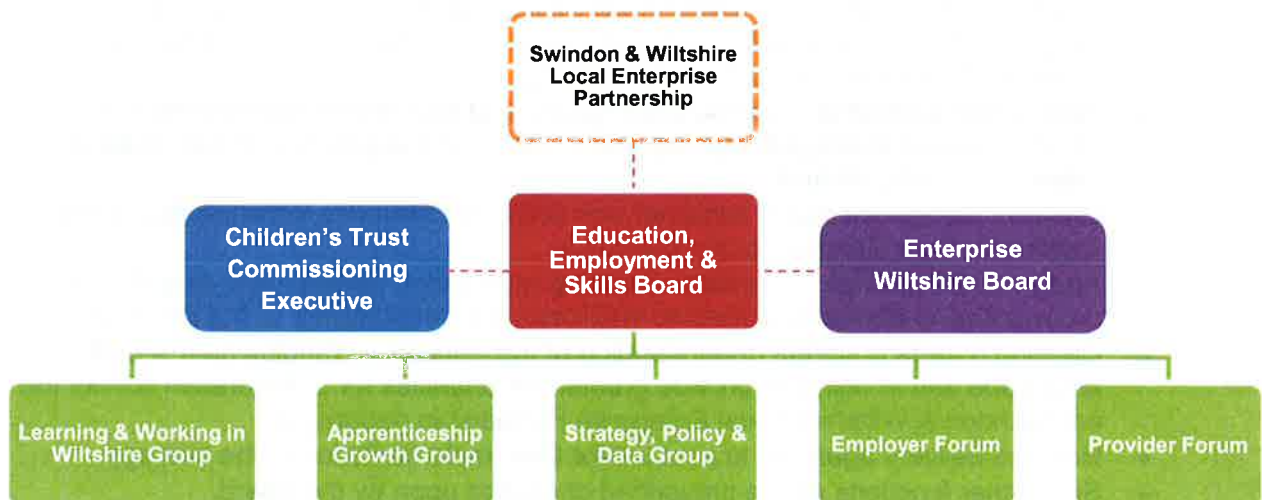 Swindon & Wiltshire
Local Enterprise
Partnership
Children's Trust
Commissioning
Executive
Education,
Employment &
Skills Board
Enterprise
Wiltshire Board
Learning & Working in
Wiltshire Group
Apprenticeship
Growth Group
Strategy, Policy &
Data Group
Employer Forum
Provider Forum